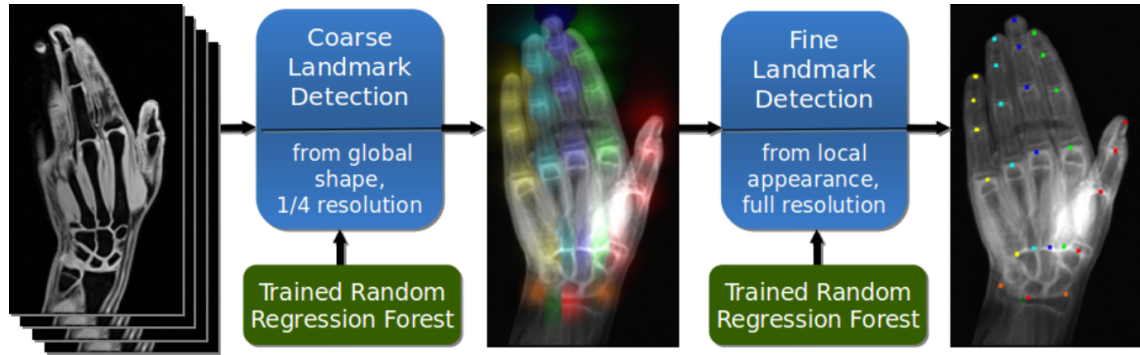 Coarse
Landmark
Detection
from global
shape,
1/4 resolution
Trained Random
Regression Forest
Fine
Landmark
Detection
from local
appearance,
full resolution
Trained Random
Regression Forest